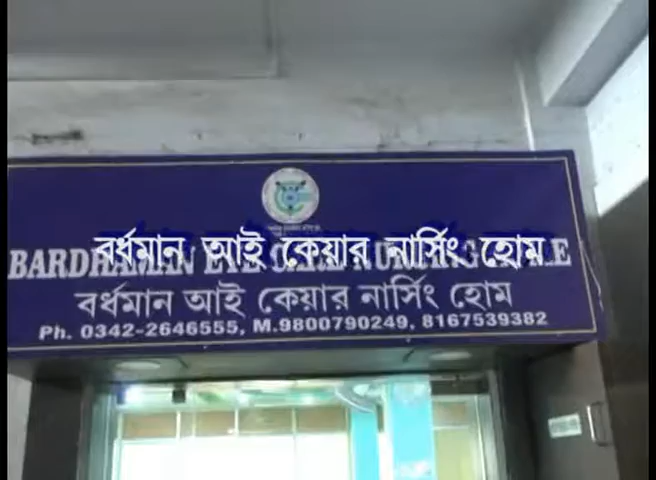 BARDHAMAN EYE CARE NURSING HOME
বর্ধমান আই কেয়ার নার্সিং হোম
বর্ধমান আই কেয়ার নার্সিং হোম
Ph. 0342-2646555, M.9800790249, 8167539382